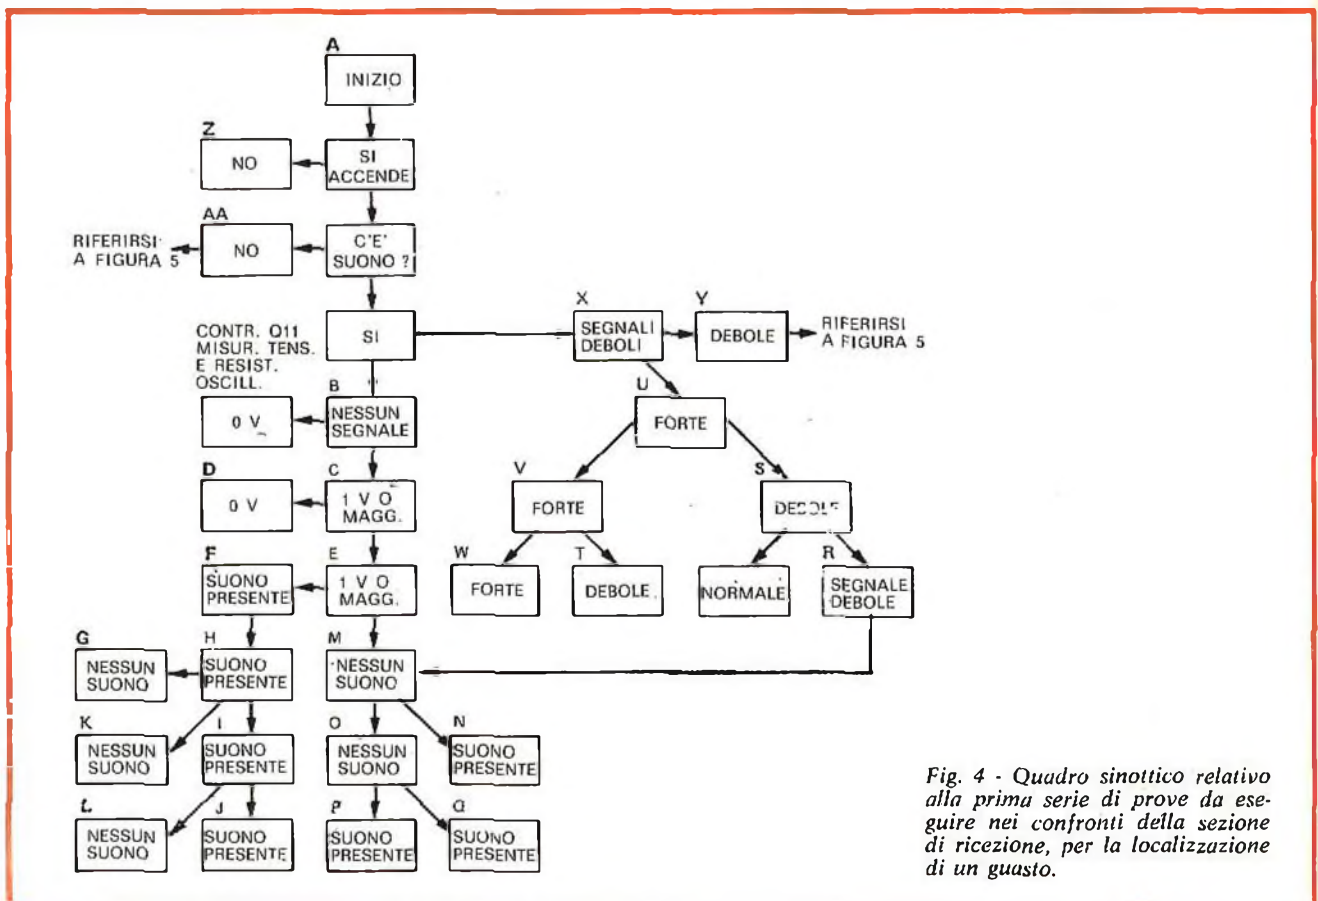 A
INIZIO
Z
NO
SI
ACCENDE
AA
RIFERIRSI
A FIGURA 5
NO
C'E'
SUONO ?
SI
X
SEGNALI
DEBOLI
Y
DEBOLE
RIFERIRSI
A FIGURA 5
CONTR. Q11
MISUR. TENS.
E RESIST.
OSCILL.
0 V
B
NESSUN
SEGNALE
U
FORTE
D
0 V
C
1 V O
MAGG.
V
FORTE
S
DEBOLE
F
SUONO
PRESENTE
E
1 V O
MAGG.
W
FORTE
T
DEBOLE
NORMALE
R
SEGNALE
DEBOLE
G
NESSUN
SUONO
H
SUONO
PRESENTE
M
NESSUN
SUONO
K
NESSUN
SUONO
I
SUONO
PRESENTE
O
NESSUN
SUONO
N
SUONO
PRESENTE
L
NESSUN
SUONO
J
SUONO
PRESENTE
P
SUONO
PRESENTE
Q
SUONO
PRESENTE
Fig. 4 - Quadro sinottico relativo
alla prima serie di prove da ese-
guire nei confronti della sezione
di ricezione, per la localizzazione
di un guasto.